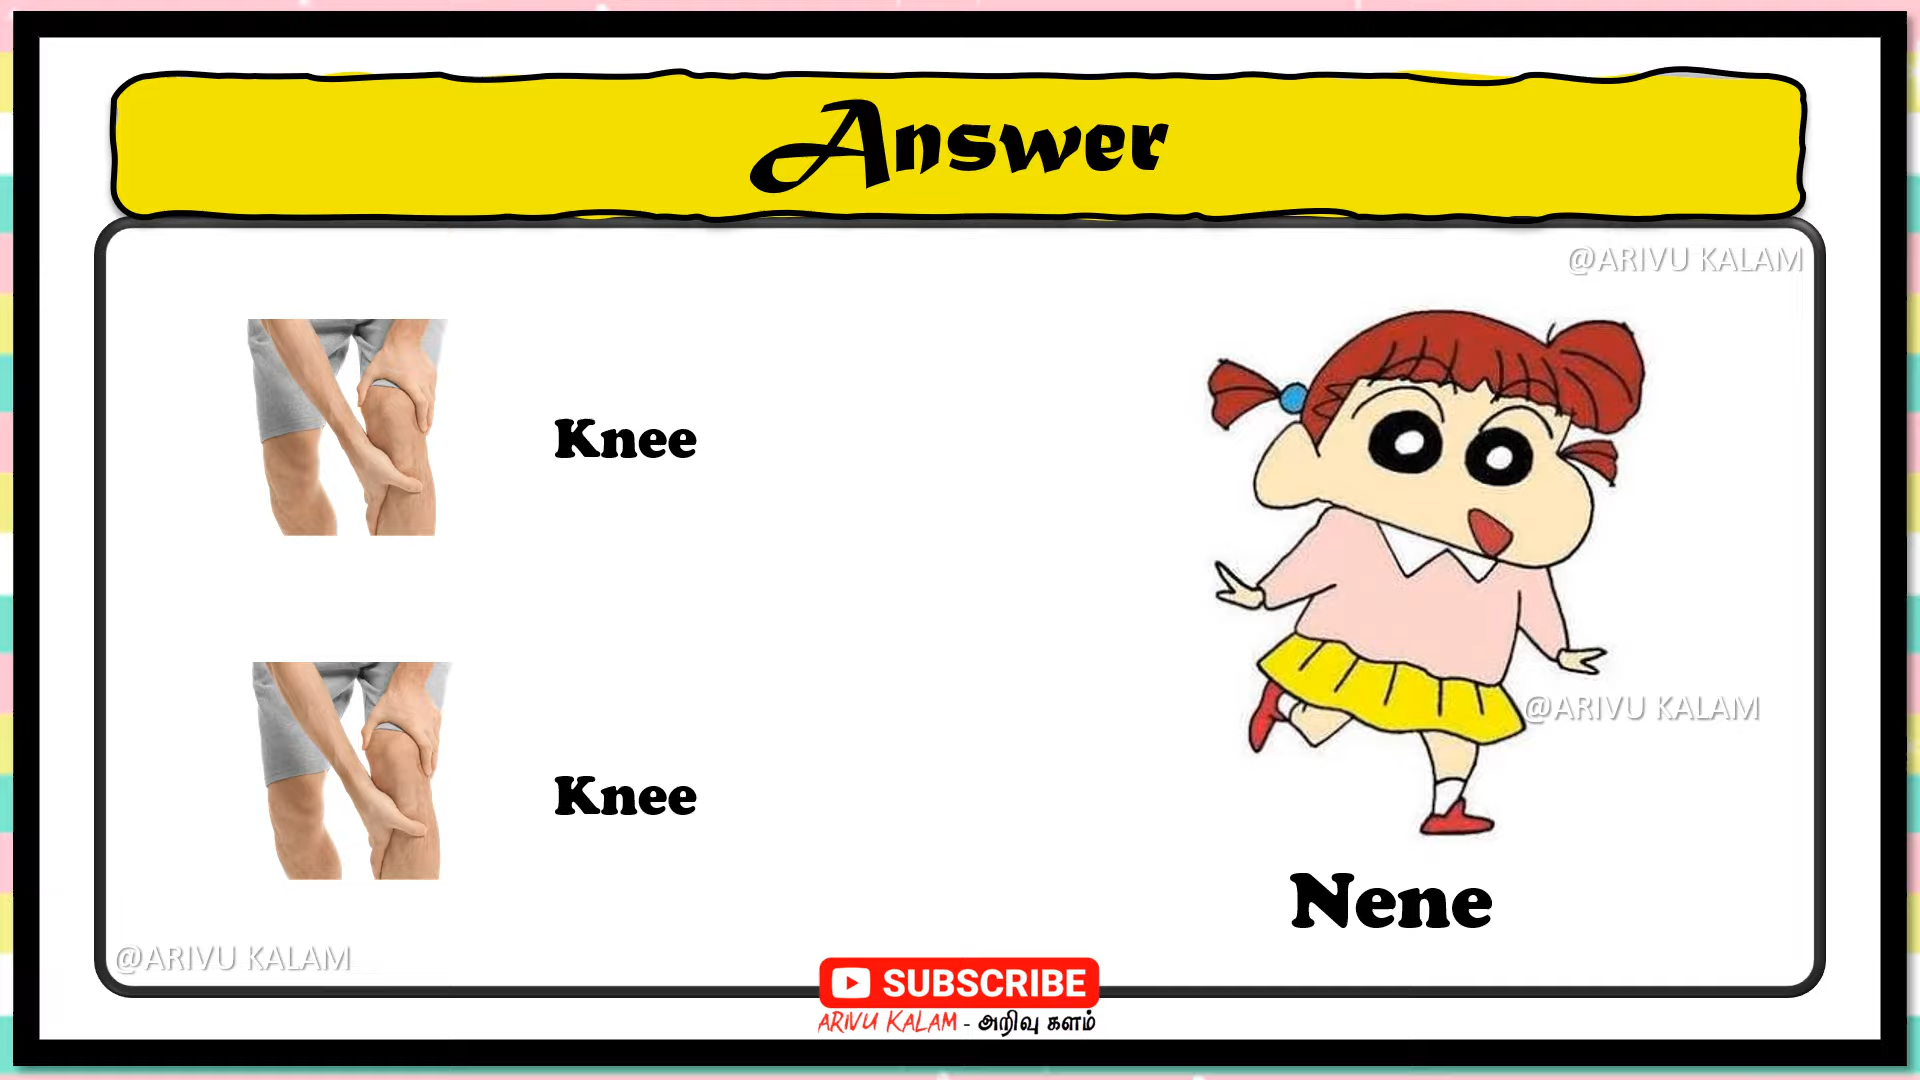 Answer
@ARIVU KALAM
Knee
Knee
@ARIVU KALAM
Nene
@ARIVU KALAM
SUBSCRIBE
ARIVU KALAM - அறிவு களம்